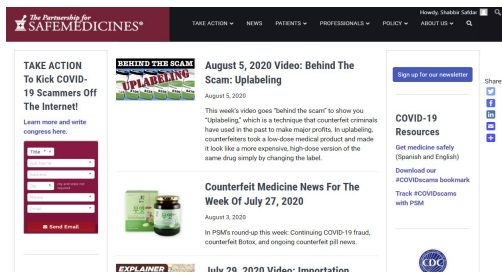 Howdy, Shabbir Safdar
The Partnership for
SAFEMEDICINES®
TAKE ACTION NEWS PATIENTS PROFESSIONALS POLICY ABOUT US
TAKE ACTION
To Kick COVID-
19 Scammers Off
The Internet!
Learn more and write
congress here.
Title *
Send Email
BEHIND THE SCAM
UPLABELING
August 5, 2020 Video: Behind The
Scam: Uplabeling
August 5, 2020
This week's video goes "behind the scam" to show you
"Uplabeling," which is a technique that counterfeit criminals
have used in the past to make major profits. In uplabeling,
counterfeiters took a low-dose medical product and made
it look like a more expensive, high-dose version of the
same drug simply by changing the label.
Counterfeit Medicine News For The
Week Of July 27, 2020
August 3, 2020
In PSM's round-up this week: Continuing COVID-19 fraud,
counterfeit Botox, and ongoing counterfeit pill news.
EXPLAINER
July 29, 2020 Video: Importation
Sign up for our newsletter
COVID-19
Resources
Get medicine safely
(Spanish and English)
Download our
#COVIDscams bookmark
Track #COVIDscams
with PSM
CDC
Share